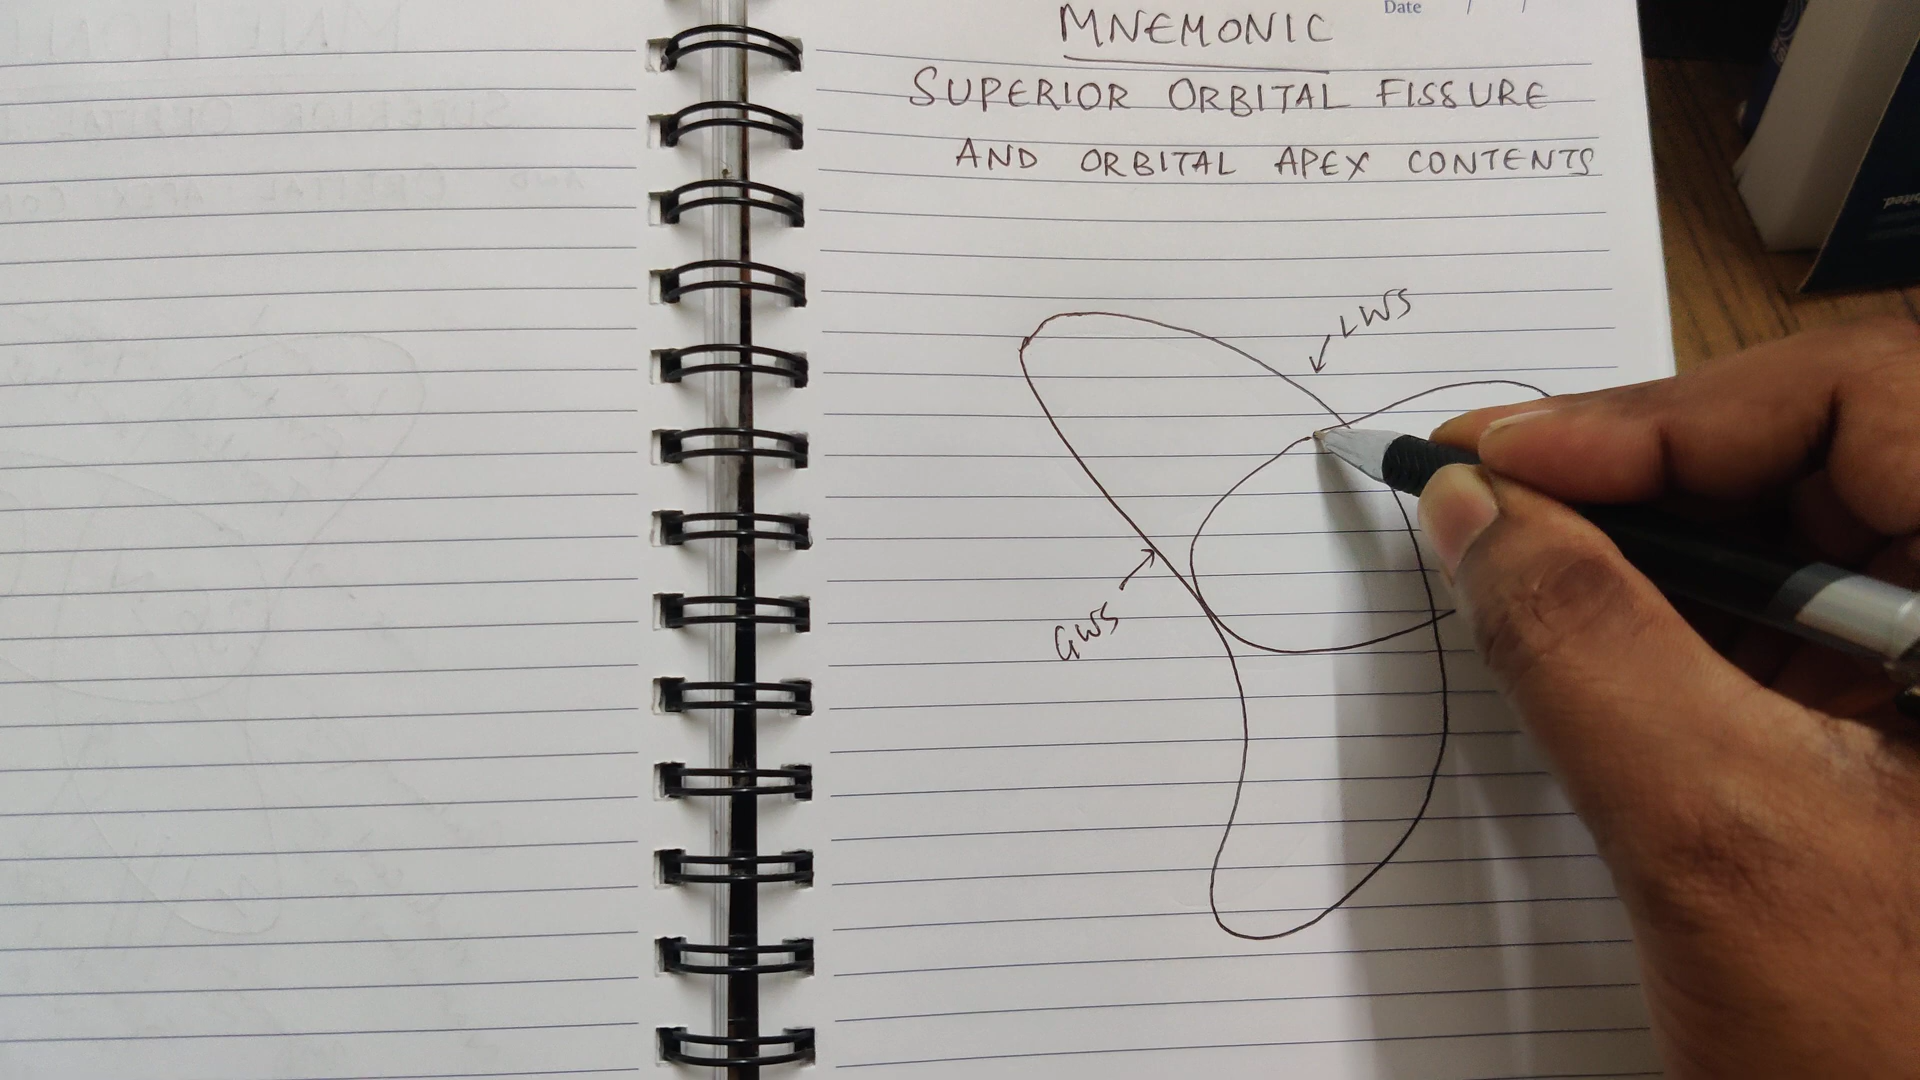 Date / /
MNEMONIC
SUPERIOR ORBITAL FISSURE
AND ORBITAL APEX CONTENTS
LWS
GWS